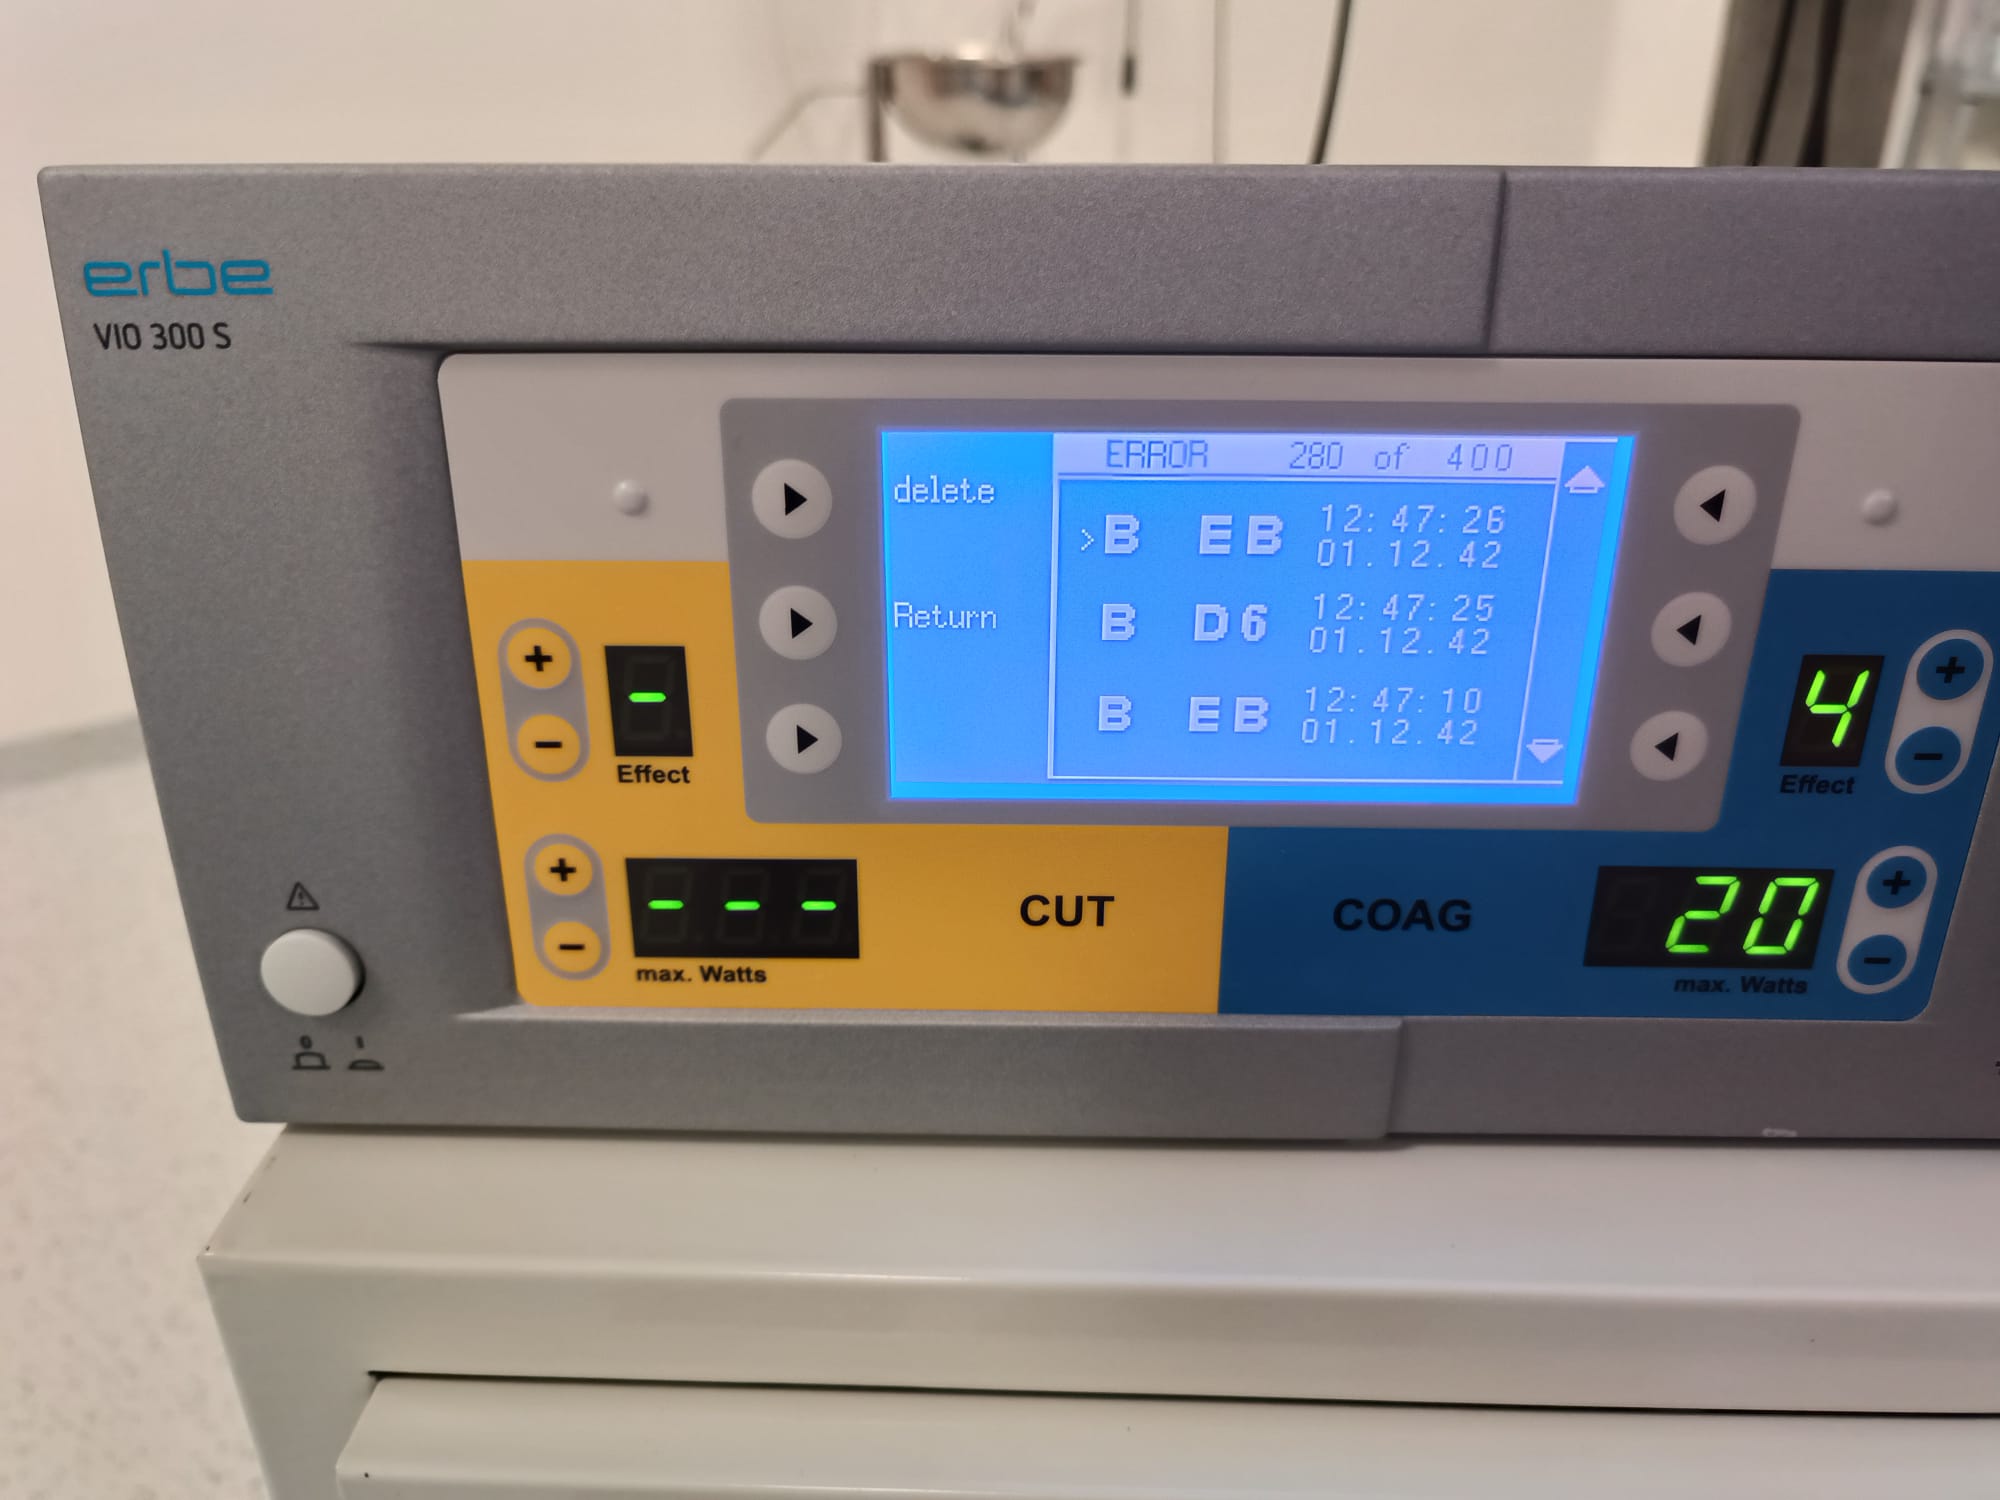 erbe
VIO 300 S
ERROR 280 of 400
delete
>B EB 12:47:26
01.12.42
Return
B D6 12:47:25
01.12.42
B EB 12:47:10
01.12.42
+
-
-
Effect
4
+
-
Effect
+
-
- - -
max. Watts
CUT
COAG
20
+
-
max. Watts